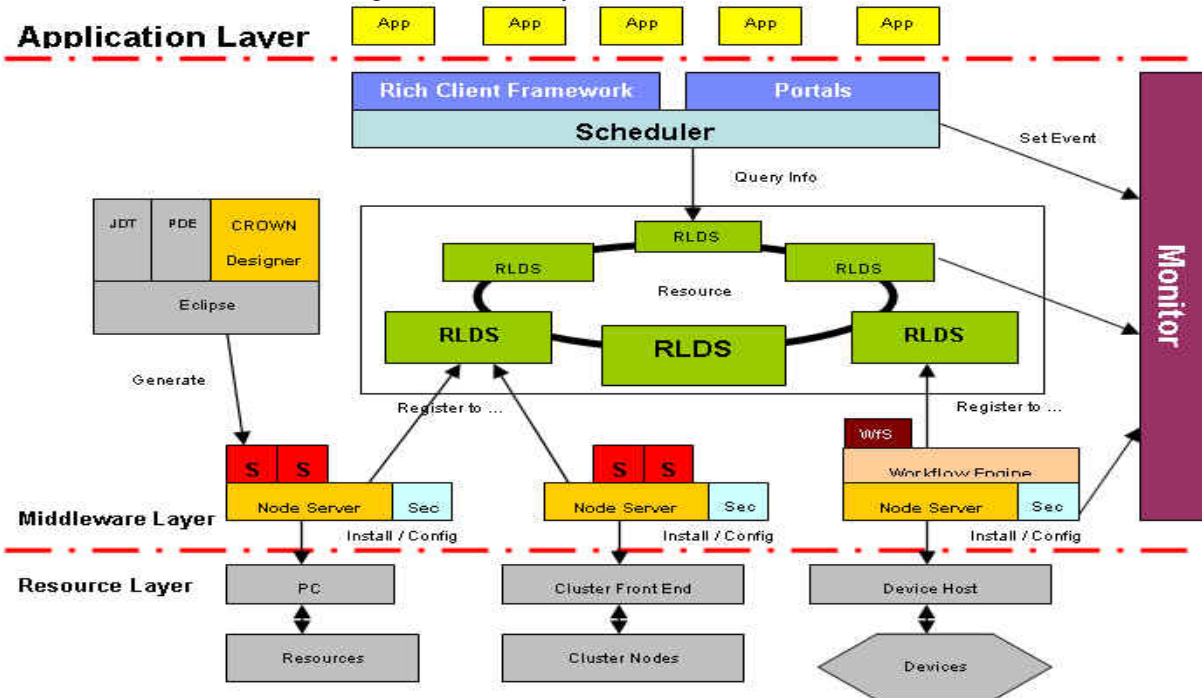 App App App App App
Application Layer
Rich Client Framework Portals
Scheduler
Set Event
Query Info
JDT PDE CROWN
Designer
Eclipse
Generate
RLDS
RLDS RLDS
Resource
RLDS RLDS
RLDS
Monitor
Register to ... Register to ...
WfS
S S S S Workflow Engine
Node Server Sec Node Server Sec Node Server Sec
Middleware Layer
Install / Config Install / Config Install / Config
Resource Layer
PC Cluster Front End Device Host
Resources Cluster Nodes Devices